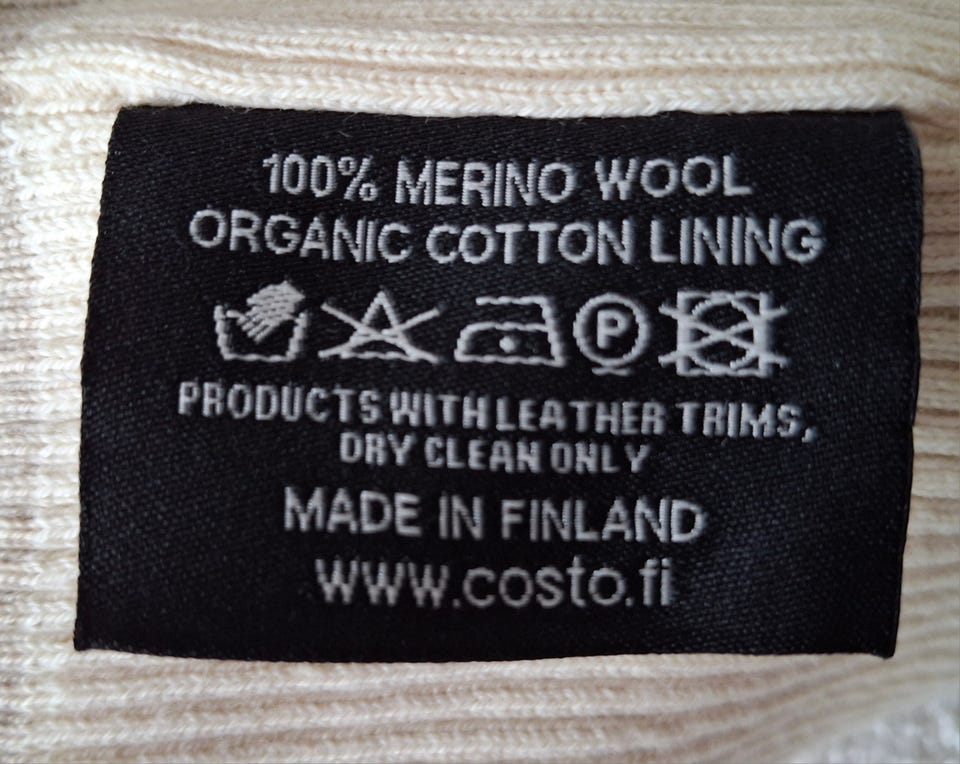 100% MERINO WOOL
ORGANIC COTTON LINING
P
PRODUCTS WITH LEATHER TRIMS,
DRY CLEAN ONLY
MADE IN FINLAND
www.costo.fi